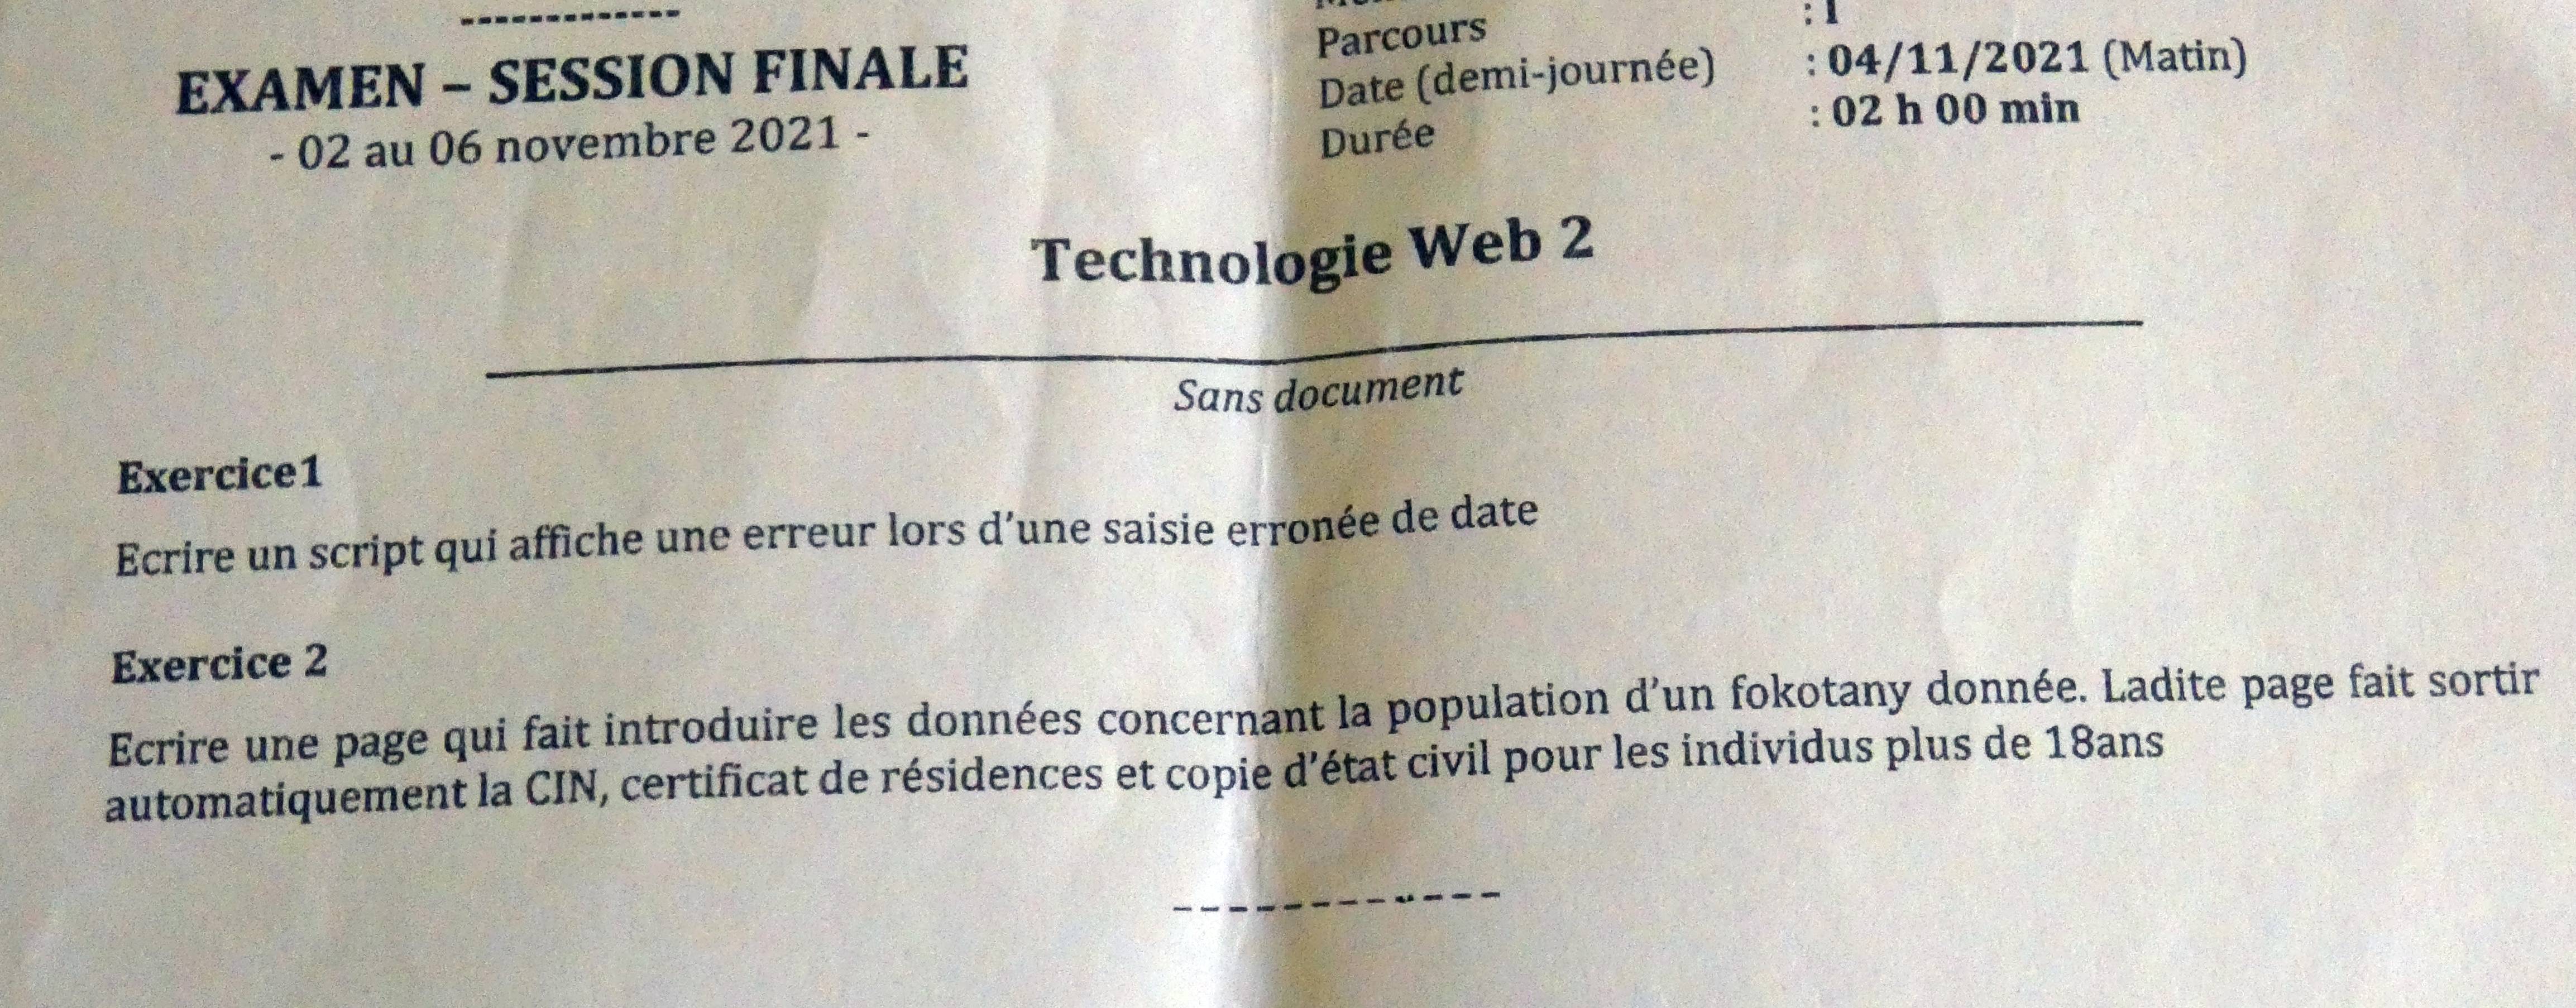 -------------
EXAMEN – SESSION FINALE
- 02 au 06 novembre 2021 -
Parcours : I
Date (demi-journée) : 04/11/2021 (Matin)
Durée : 02 h 00 min
Technologie Web 2
Sans document
Exercice1
Ecrire un script qui affiche une erreur lors d'une saisie erronée de date
Exercice 2
Ecrire une page qui fait introduire les données concernant la population d'un fokotany donnée. Ladite page fait sortir
automatiquement la CIN, certificat de résidences et copie d'état civil pour les individus plus de 18ans
------------